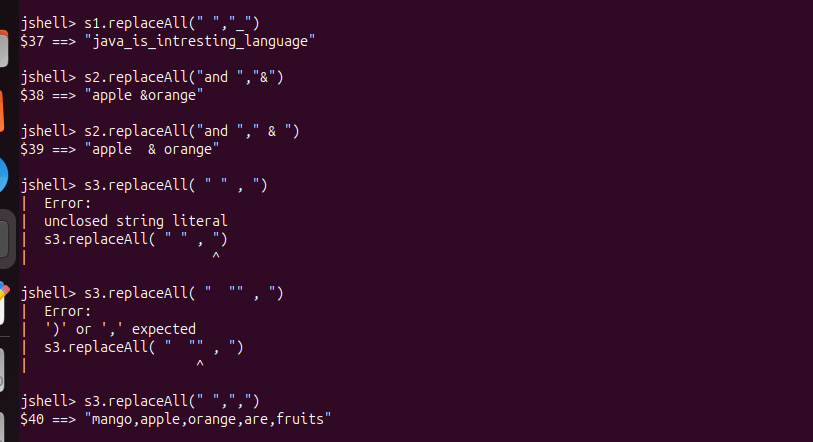 jshell> s1.replaceAll(" ","_")
$37 ==> "java_is_intresting_language"
jshell> s2.replaceAll("and ","&")
$38 ==> "apple &orange"
jshell> s2.replaceAll("and "," & ")
$39 ==> "apple  & orange"
jshell> s3.replaceAll( " " , ")
|  Error:
|  unclosed string literal
|  s3.replaceAll( " " , ")
|                       ^
jshell> s3.replaceAll( "  "" , ")
|  Error:
|  ')' or ',' expected
|  s3.replaceAll( "  "" , ")
|                     ^
jshell> s3.replaceAll(" ",",")
$40 ==> "mango,apple,orange,are,fruits"